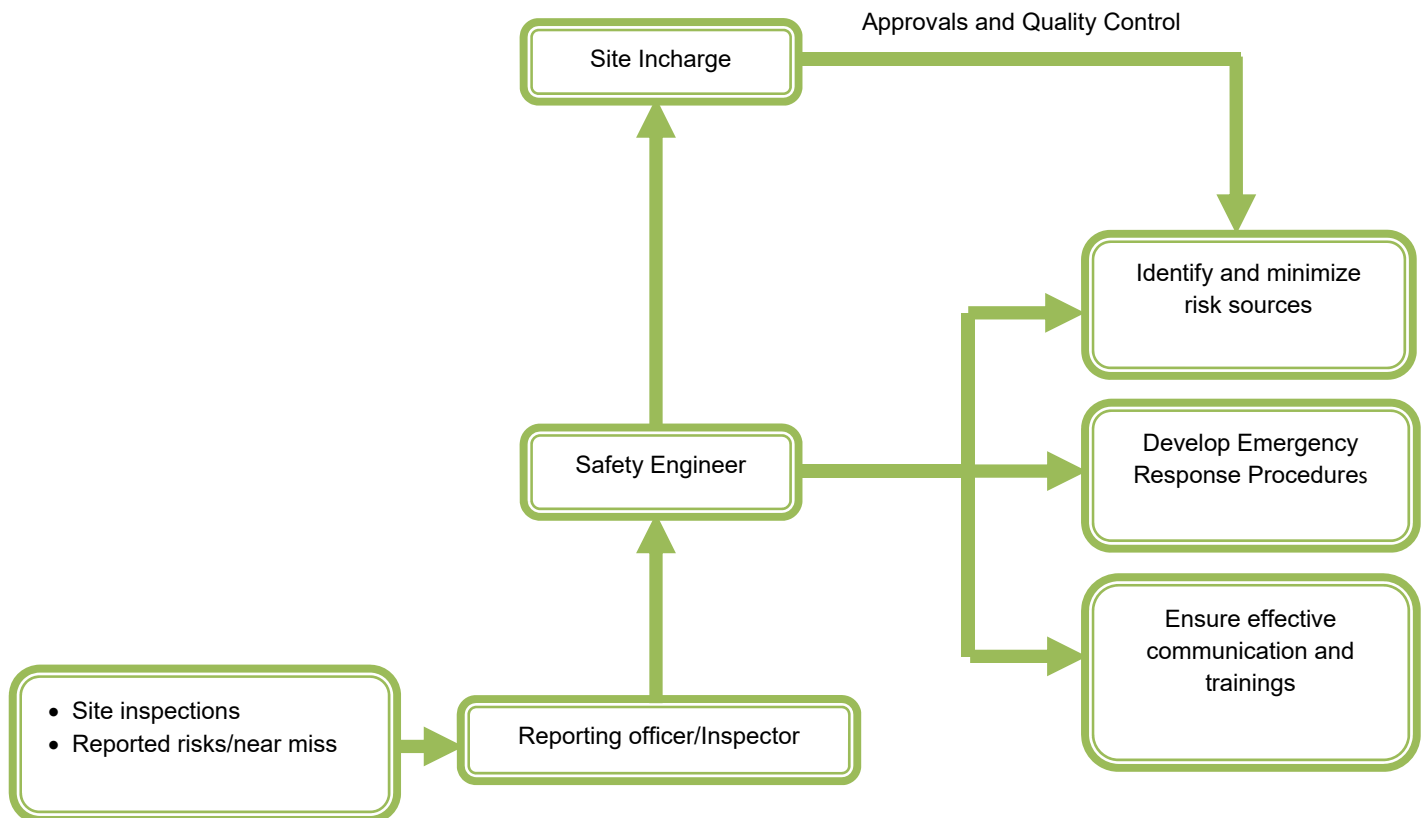 Approvals and Quality Control
Site Incharge
Identify and minimize
risk sources
Safety Engineer
Develop Emergency
Response Procedures
Ensure effective
communication and
trainings
• Site inspections
• Reported risks/near miss
Reporting officer/Inspector